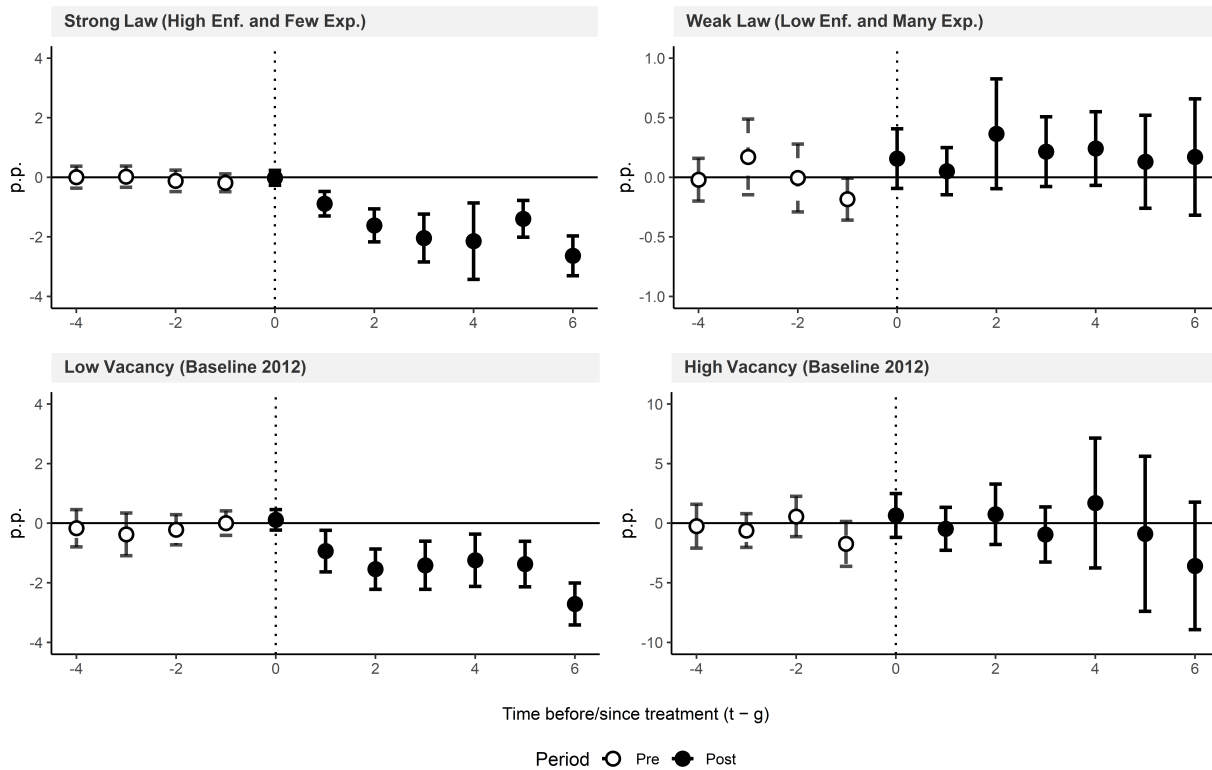 Strong Law (High Enf. and Few Exp.)
Weak Law (Low Enf. and Many Exp.)
4
2
0
-2
-4
p.p.
-4 -2 0 2 4 6
1.0
0.5
0.0
-0.5
-1.0
p.p.
-4 -2 0 2 4 6
Low Vacancy (Baseline 2012)
High Vacancy (Baseline 2012)
4
2
0
-2
-4
p.p.
-4 -2 0 2 4 6
10
5
0
-5
-10
p.p.
-4 -2 0 2 4 6
Time before/since treatment (t − g)
Period Pre Post